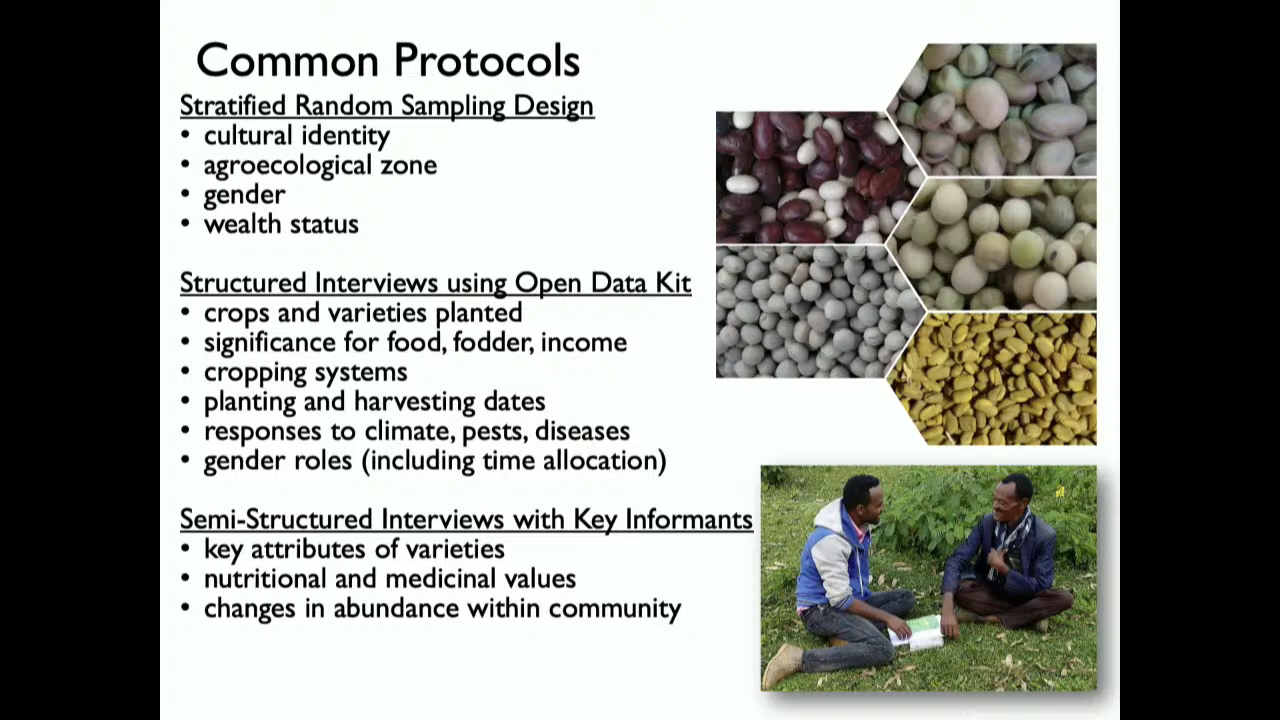 Common Protocols
Stratified Random Sampling Design
• cultural identity
• agroecological zone
• gender
• wealth status
Structured Interviews using Open Data Kit
• crops and varieties planted
• significance for food, fodder, income
• cropping systems
• planting and harvesting dates
• responses to climate, pests, diseases
• gender roles (including time allocation)
Semi-Structured Interviews with Key Informants
• key attributes of varieties
• nutritional and medicinal values
• changes in abundance within community